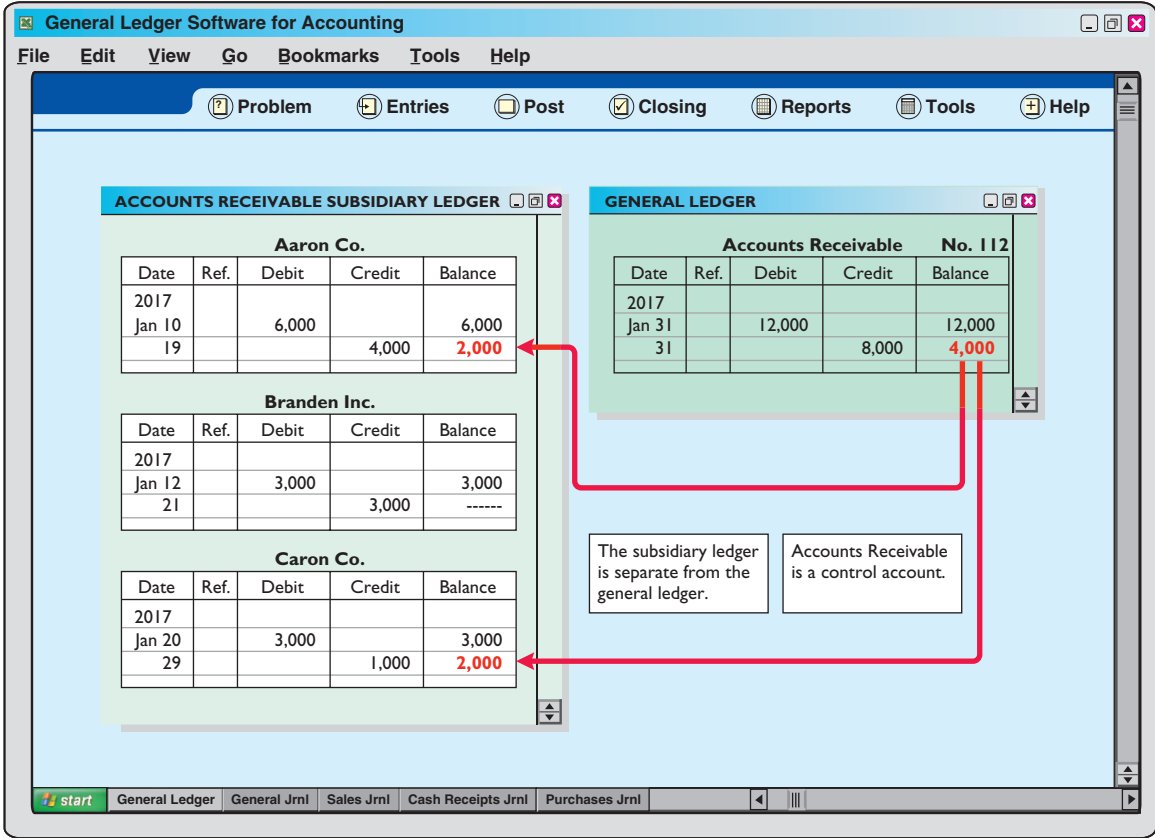 General Ledger Software for Accounting
File Edit View Go Bookmarks Tools Help
? Problem Entries Post Closing Reports Tools + Help
ACCOUNTS RECEIVABLE SUBSIDIARY LEDGER
Aaron Co.
Date Ref. Debit Credit Balance
2017
Jan 10 6,000 6,000
19 4,000 2,000
Branden Inc.
Date Ref. Debit Credit Balance
2017
Jan 12 3,000 3,000
21 3,000 ------
Caron Co.
Date Ref. Debit Credit Balance
2017
Jan 20 3,000 3,000
29 1,000 2,000
GENERAL LEDGER
Accounts Receivable No. 112
Date Ref. Debit Credit Balance
2017
Jan 31 12,000 12,000
31 8,000 4,000
The subsidiary ledger
is separate from the
general ledger.
Accounts Receivable
is a control account.
start General Ledger General Jrnl Sales Jrnl Cash Receipts Jrnl Purchases Jrnl